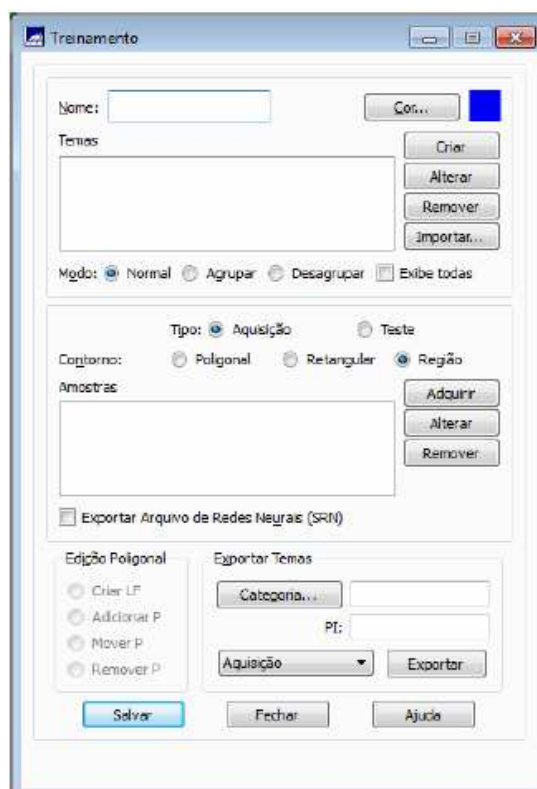 Treinamento
Nome: Cor...
Temas
Criar
Alterar
Remover
Importar...
Modo: Normal Agrupar Desagrupar Exibe todas
Tipo: Aquisição Teste
Contorno: Poligonal Retangular Região
Amostras
Adquirir
Alterar
Remover
Exportar Arquivo de Redes Neurais (SRN)
Edição Poligonal Exportar Temas
Criar LF Categoria...
Adicionar P PI:
Mover P
Remover P Aquisição Exportar
Salvar Fechar Ajuda